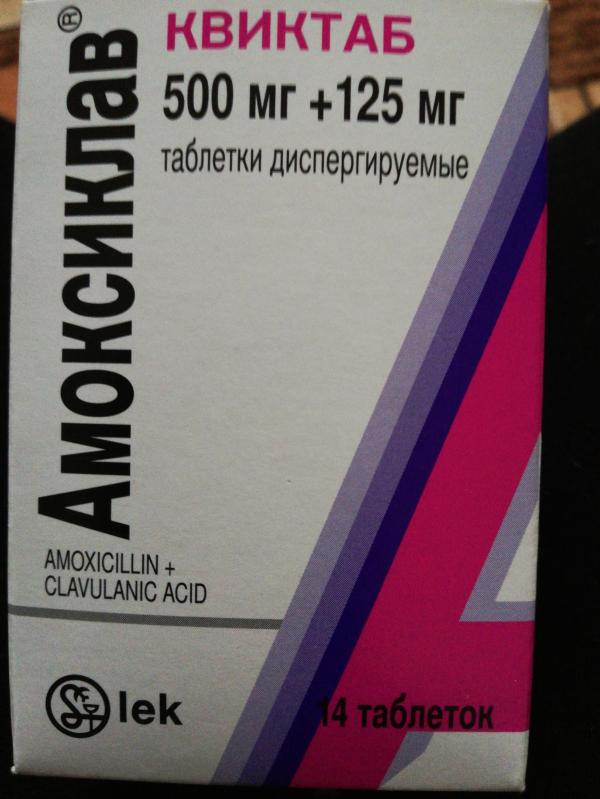 Амоксиклав®
КВИКТАБ
500 мг +125 мг
таблетки диспергируемые
AMOXICILLIN +
CLAVULANIC ACID
lek
14 таблеток